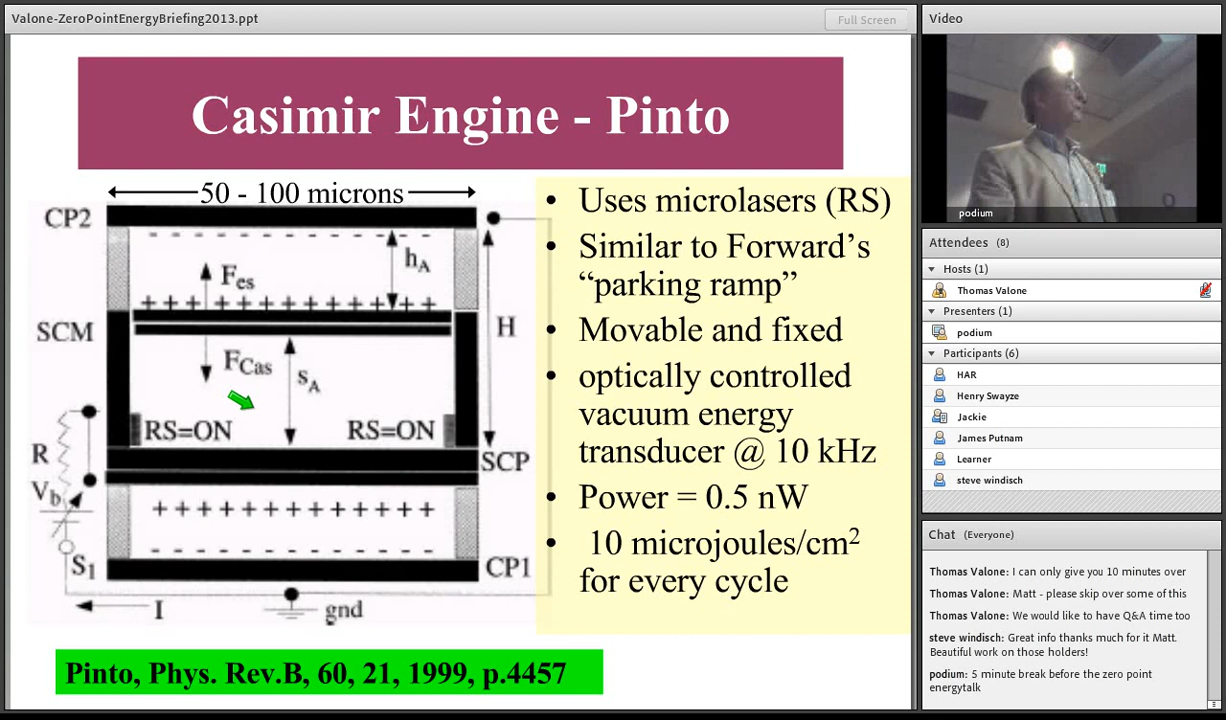 Valone-ZeroPointEnergyBriefing2013.ppt
Full Screen
Casimir Engine - Pinto
50 - 100 microns
CP2
- - - - - - - - - - - - -
hA
Fes
+ + + + + + + + + + + + +
SCM
H
FCas
sA
RS=ON
RS=ON
R
SCP
Vb
+ + + + + + + + + + + + +
- - - - - - - - - - - - -
S1
CP1
I
gnd
• Uses microlasers (RS)
• Similar to Forward’s
“parking ramp”
• Movable and fixed
• optically controlled
vacuum energy
transducer @ 10 kHz
• Power = 0.5 nW
• 10 microjoules/cm²
for every cycle
Pinto, Phys. Rev.B, 60, 21, 1999, p.4457
Video
podium
Attendees (8)
Hosts (1)
Thomas Valone
Presenters (1)
podium
Participants (6)
HAR
Henry Swayze
Jackie
James Putnam
Learner
steve windisch
Chat (Everyone)
Thomas Valone: I can only give you 10 minutes over
Thomas Valone: Matt - please skip over some of this
Thomas Valone: We would like to have Q&A time too
steve windisch: Great info thanks much for it Matt.
Beautiful work on those holders!
podium: 5 minute break before the zero point
energytalk